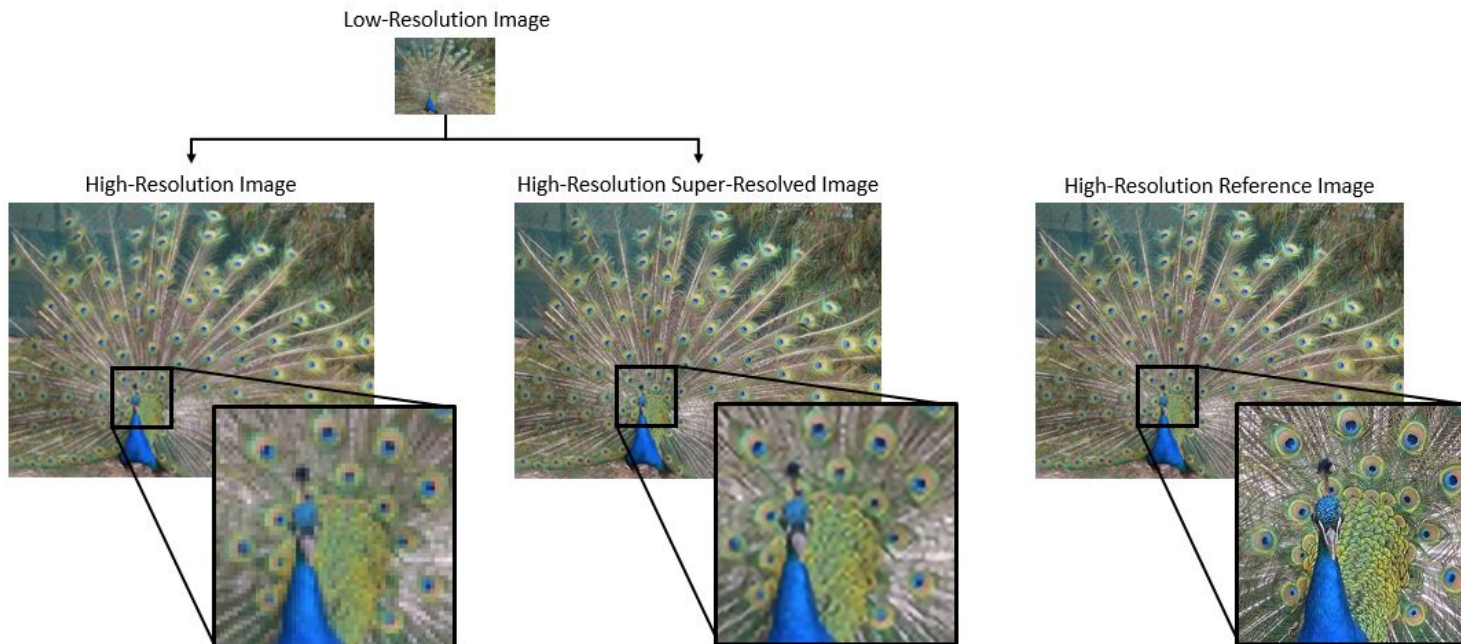 Low-Resolution Image
High-Resolution Image
High-Resolution Super-Resolved Image
High-Resolution Reference Image